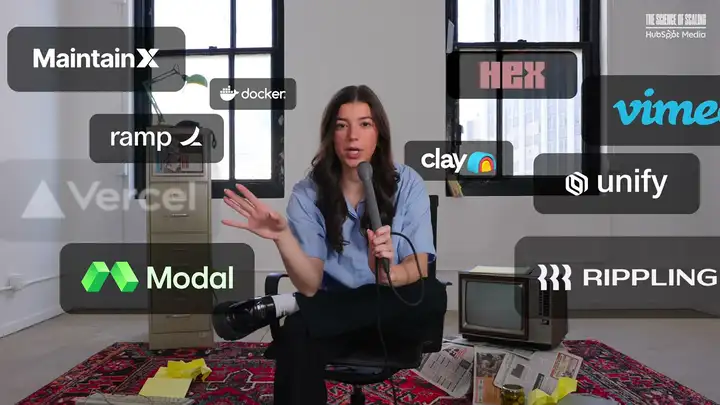 THE SCIENCE OF SCALING
HubSpot Media
MaintainX
docker
HEX
vimeo
ramp
clay
unify
Vercel
Modal
RIPPLING